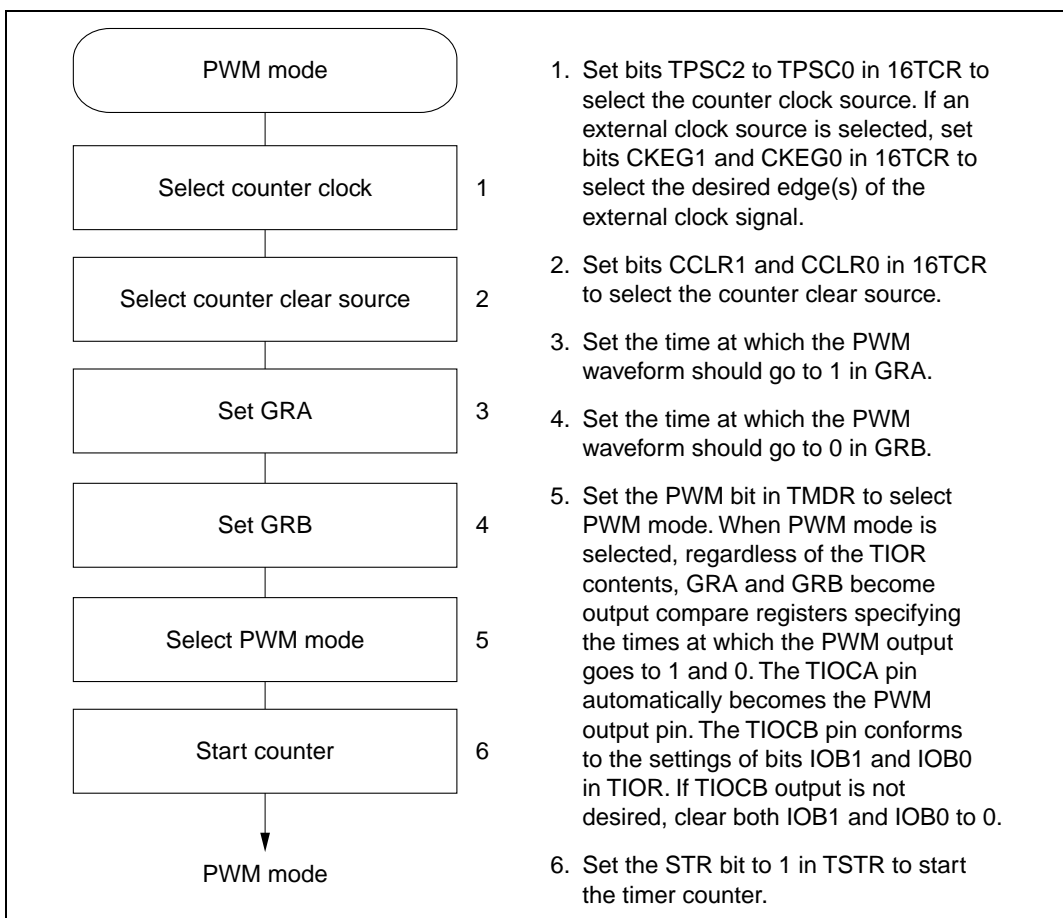 PWM mode
Select counter clock 1
Select counter clear source 2
Set GRA 3
Set GRB 4
Select PWM mode 5
Start counter 6
PWM mode
1. Set bits TPSC2 to TPSC0 in 16TCR to
select the counter clock source. If an
external clock source is selected, set
bits CKEG1 and CKEG0 in 16TCR to
select the desired edge(s) of the
external clock signal.
2. Set bits CCLR1 and CCLR0 in 16TCR
to select the counter clear source.
3. Set the time at which the PWM
waveform should go to 1 in GRA.
4. Set the time at which the PWM
waveform should go to 0 in GRB.
5. Set the PWM bit in TMDR to select
PWM mode. When PWM mode is
selected, regardless of the TIOR
contents, GRA and GRB become
output compare registers specifying
the times at which the PWM output
goes to 1 and 0. The TIOCA pin
automatically becomes the PWM
output pin. The TIOCB pin conforms
to the settings of bits IOB1 and IOB0
in TIOR. If TIOCB output is not
desired, clear both IOB1 and IOB0 to 0.
6. Set the STR bit to 1 in TSTR to start
the timer counter.